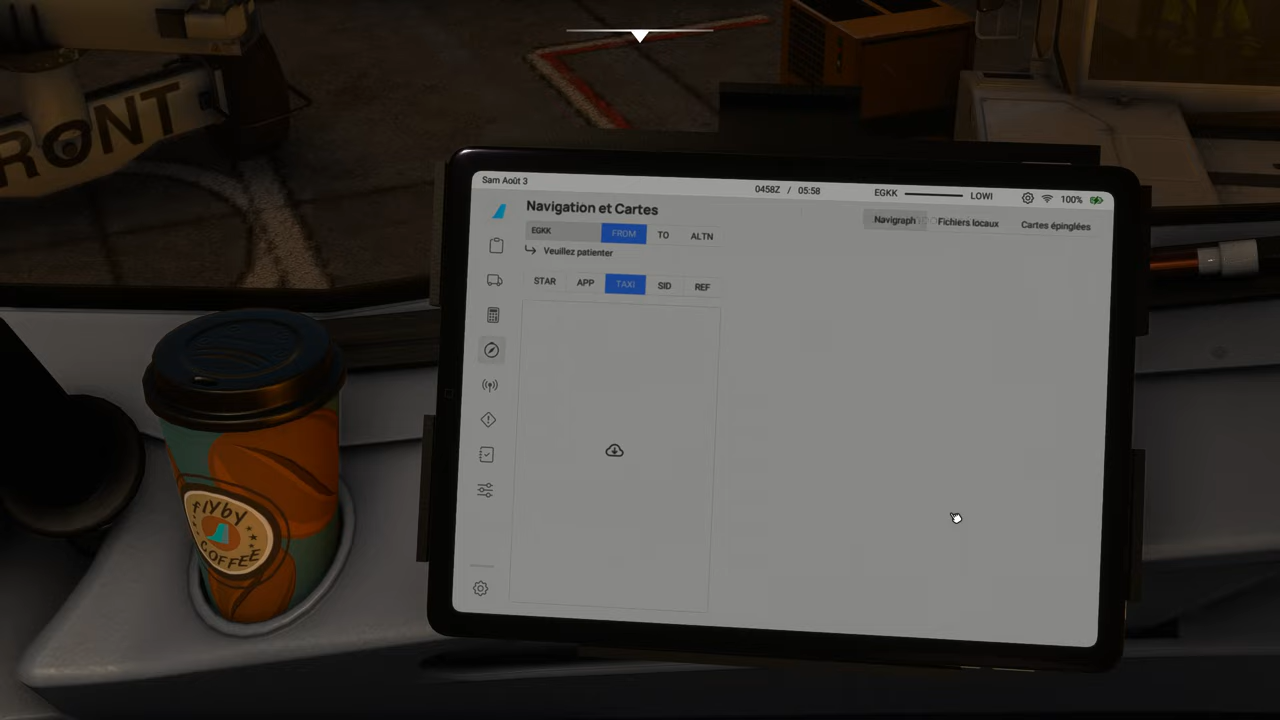 FRONT
Sam Août 3
0458Z / 05:58
EGKK
LOWI
100%
Navigation et Cartes
Navigraph
Fichiers locaux
Cartes épinglées
EGKK
FROM
TO
ALTN
Veuillez patienter
STAR
APP
TAXI
SID
REF
flyby
COFFEE